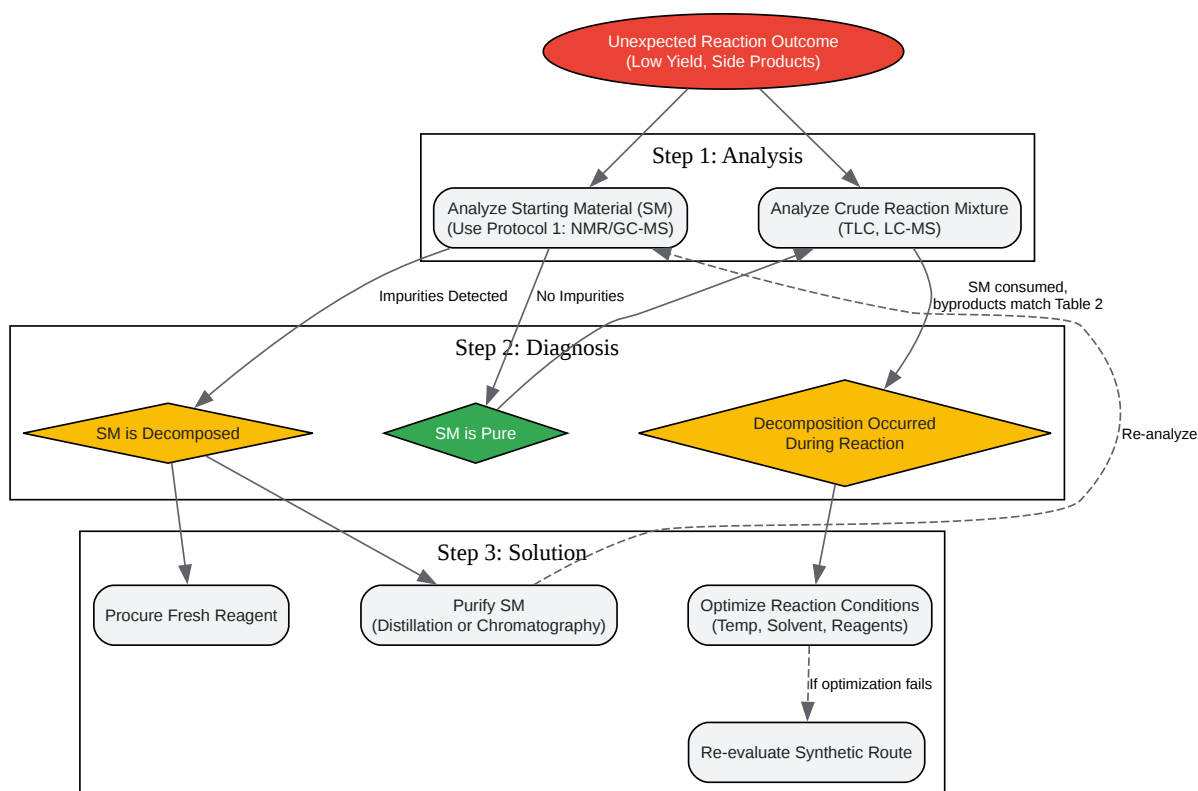 Unexpected Reaction Outcome
(Low Yield, Side Products)
Step 1: Analysis
Analyze Starting Material (SM)
(Use Protocol 1: NMR/GC-MS)
Analyze Crude Reaction Mixture
(TLC, LC-MS)
Impurities Detected
No Impurities
SM consumed,
byproducts match Table 2
Step 2: Diagnosis
SM is Decomposed
SM is Pure
Decomposition Occurred
During Reaction
Re-analyze
Step 3: Solution
Procure Fresh Reagent
Purify SM
(Distillation or Chromatography)
Optimize Reaction Conditions
(Temp, Solvent, Reagents)
If optimization fails
Re-evaluate Synthetic Route